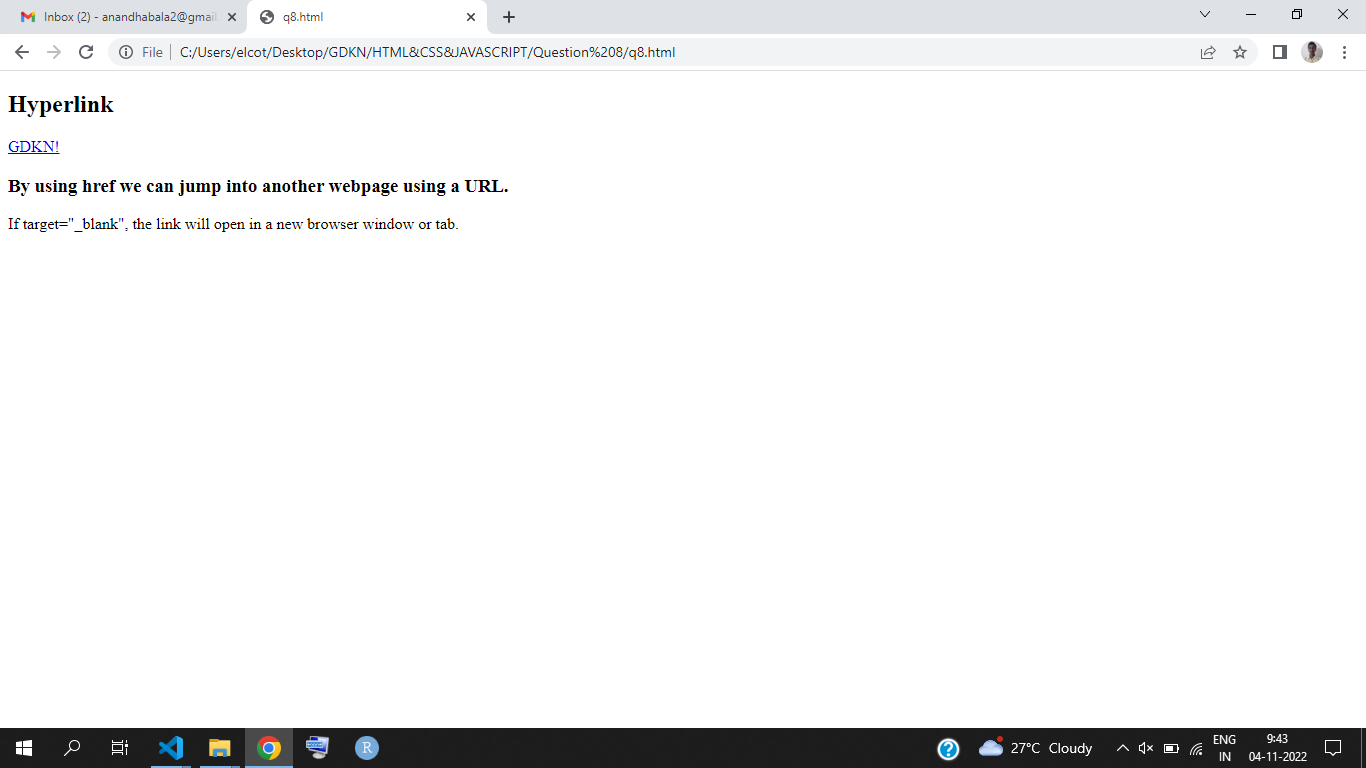 Inbox (2) - anandhabala2@gmail.
q8.html
File
C:/Users/elcot/Desktop/GDKN/HTML&CSS&JAVASCRIPT/Question%208/q8.html
Hyperlink
GDKN!
By using href we can jump into another webpage using a URL.
If target="_blank", the link will open in a new browser window or tab.
R
?
27°C Cloudy
ENG
IN
9:43
04-11-2022